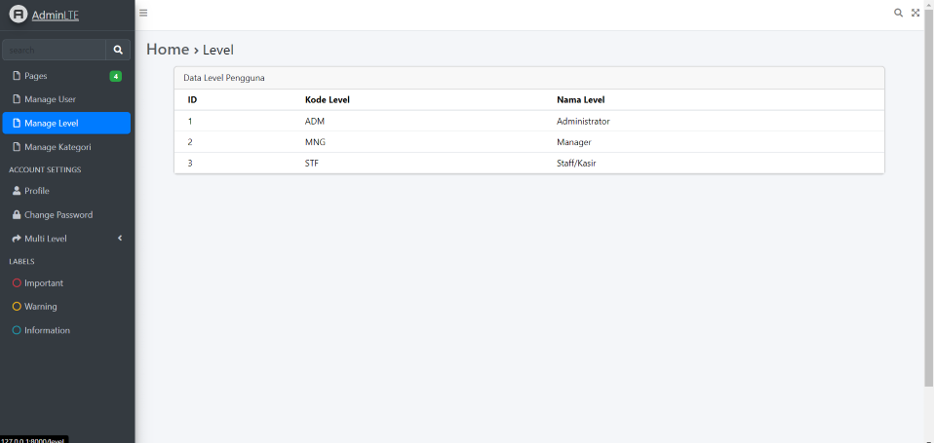 AdminLTE
search
Pages 4
Manage User
Manage Level
Manage Kategori
ACCOUNT SETTINGS
Profile
Change Password
Multi Level
LABELS
Important
Warning
Information
127.0.0.1:8000/level
Home › Level
Data Level Pengguna
ID Kode Level Nama Level
1 ADM Administrator
2 MNG Manager
3 STF Staff/Kasir